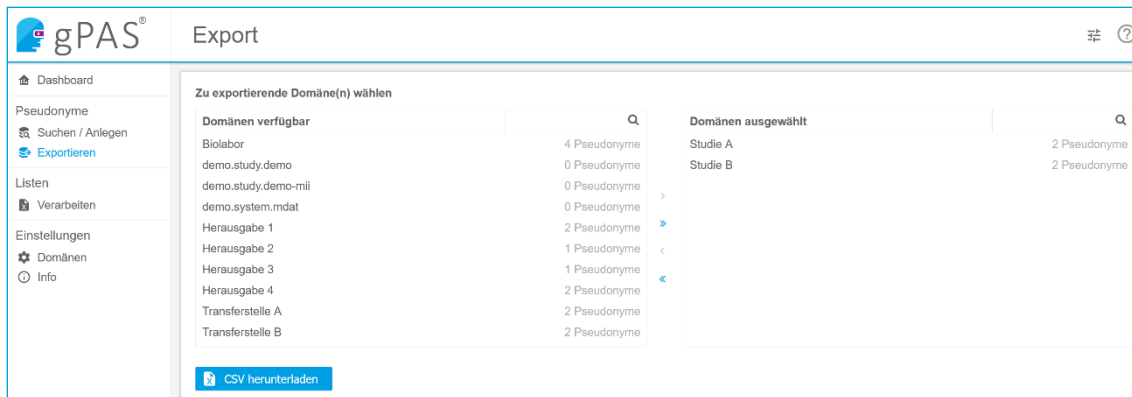 gPAS®
Export
Dashboard
Pseudonyme
Suchen / Anlegen
Exportieren
Listen
Verarbeiten
Einstellungen
Domänen
Info
Zu exportierende Domäne(n) wählen
Domänen verfügbar
Biolabor 4 Pseudonyme
demo.study.demo 0 Pseudonyme
demo.study.demo-mii 0 Pseudonyme
demo.system.mdat 0 Pseudonyme
Herausgabe 1 2 Pseudonyme
Herausgabe 2 1 Pseudonyme
Herausgabe 3 1 Pseudonyme
Herausgabe 4 2 Pseudonyme
Transferstelle A 2 Pseudonyme
Transferstelle B 2 Pseudonyme
Domänen ausgewählt
Studie A 2 Pseudonyme
Studie B 2 Pseudonyme
CSV herunterladen